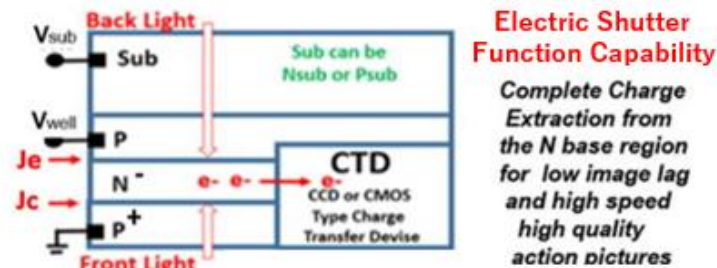 Back Light
Vsub
Sub
Sub can be
Nsub or Psub
Vwell
P
Je
N -
e- e- e-
Jc
P+
Front Light
CTD
CCD or CMOS
Type Charge
Transfer Devise
Electric Shutter
Function Capability
Complete Charge
Extraction from
the N base region
for low image lag
and high speed
high quality
action pictures